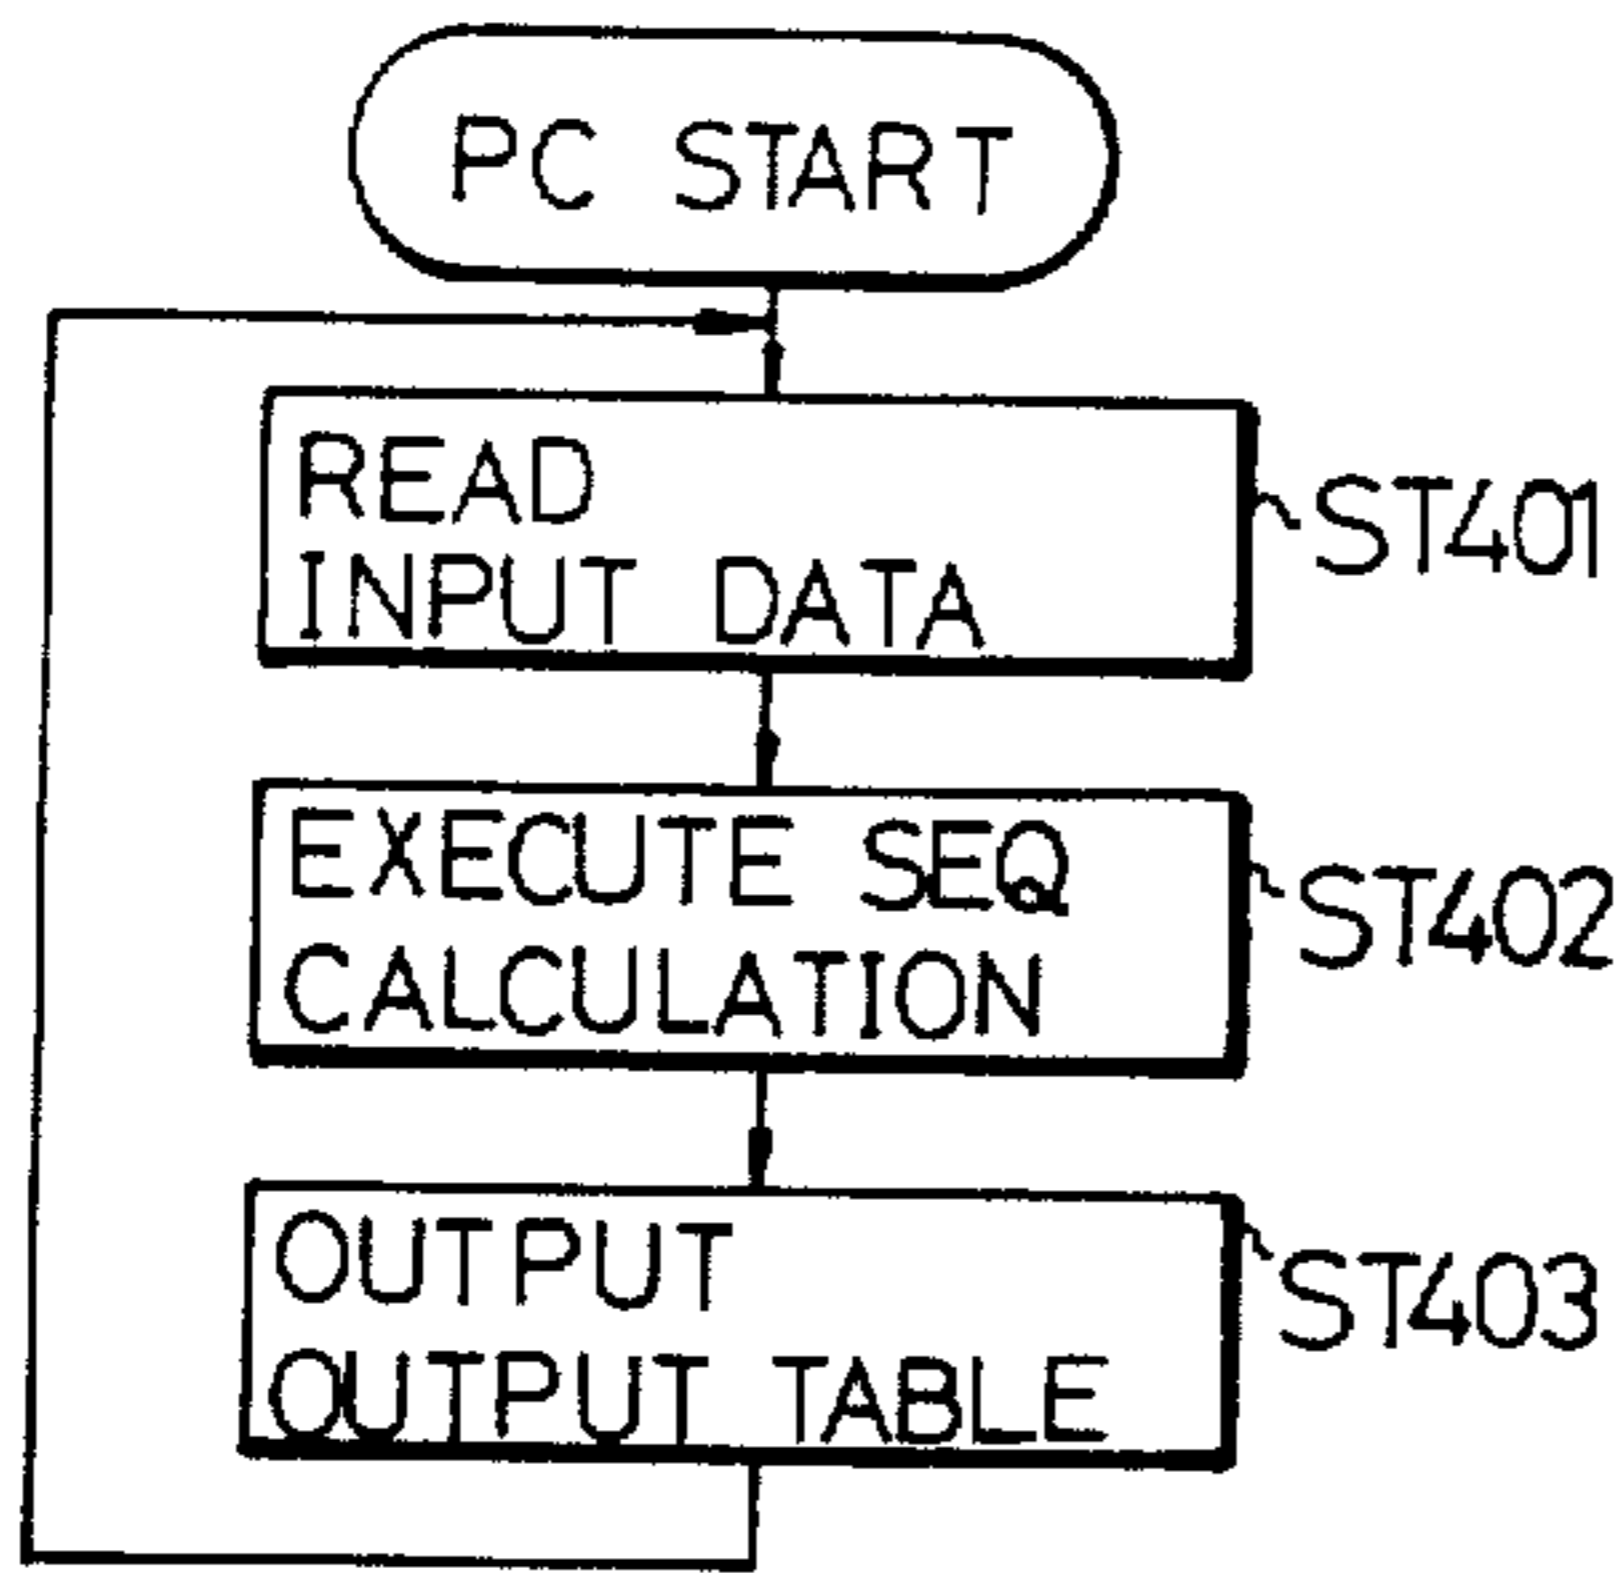 PC START
READ
INPUT DATA
ST401
EXECUTE SEQ
CALCULATION
ST402
OUTPUT
OUTPUT TABLE
ST403